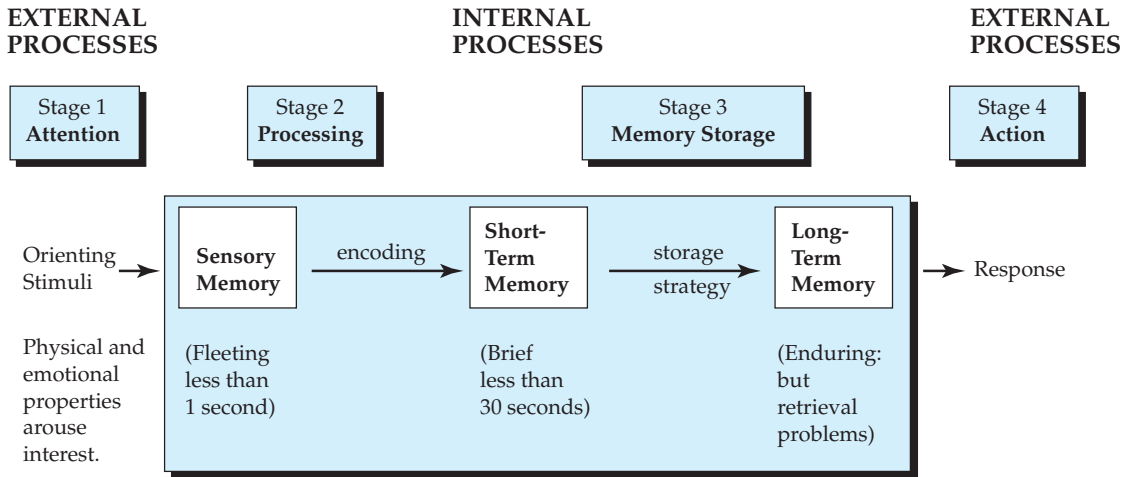 EXTERNAL
PROCESSES
INTERNAL
PROCESSES
EXTERNAL
PROCESSES
Stage 1
Attention
Stage 2
Processing
Stage 3
Memory Storage
Stage 4
Action
Orienting
Stimuli
Sensory
Memory
encoding
Short-
Term
Memory
storage
strategy
Long-
Term
Memory
Response
Physical and
emotional
properties
arouse
interest.
(Fleeting
less than
1 second)
(Brief
less than
30 seconds)
(Enduring:
but
retrieval
problems)